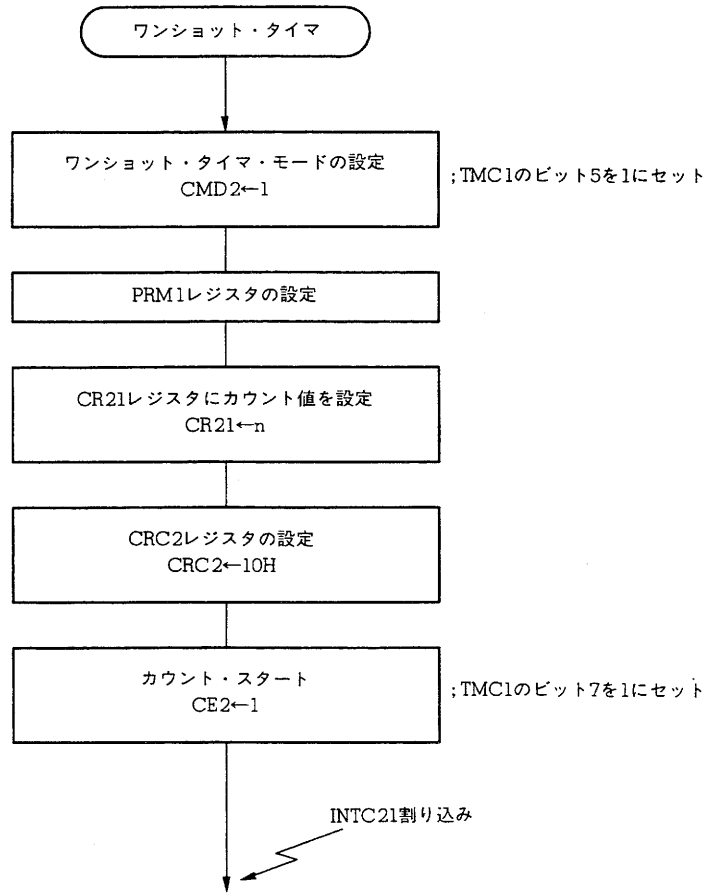 ワンショット・タイマ
ワンショット・タイマ・モードの設定
CMD2←1
;TMC1のビット5を1にセット
PRM1レジスタの設定
CR21レジスタにカウント値を設定
CR21←n
CRC2レジスタの設定
CRC2←10H
カウント・スタート
CE2←1
;TMC1のビット7を1にセット
INTC21割り込み